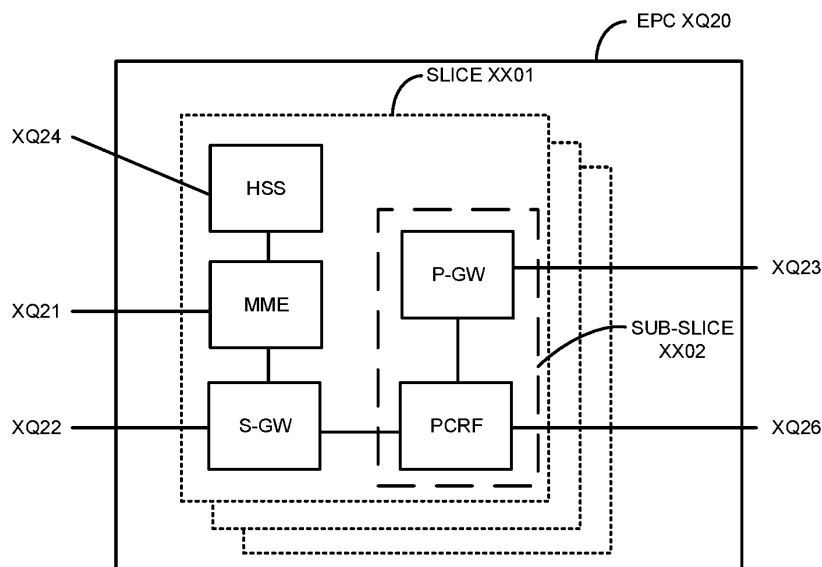 EPC XQ20
SLICE XX01
XQ24
HSS
P-GW
XQ23
MME
XQ21
SUB-SLICE
XX02
S-GW
PCRF
XQ22
XQ26